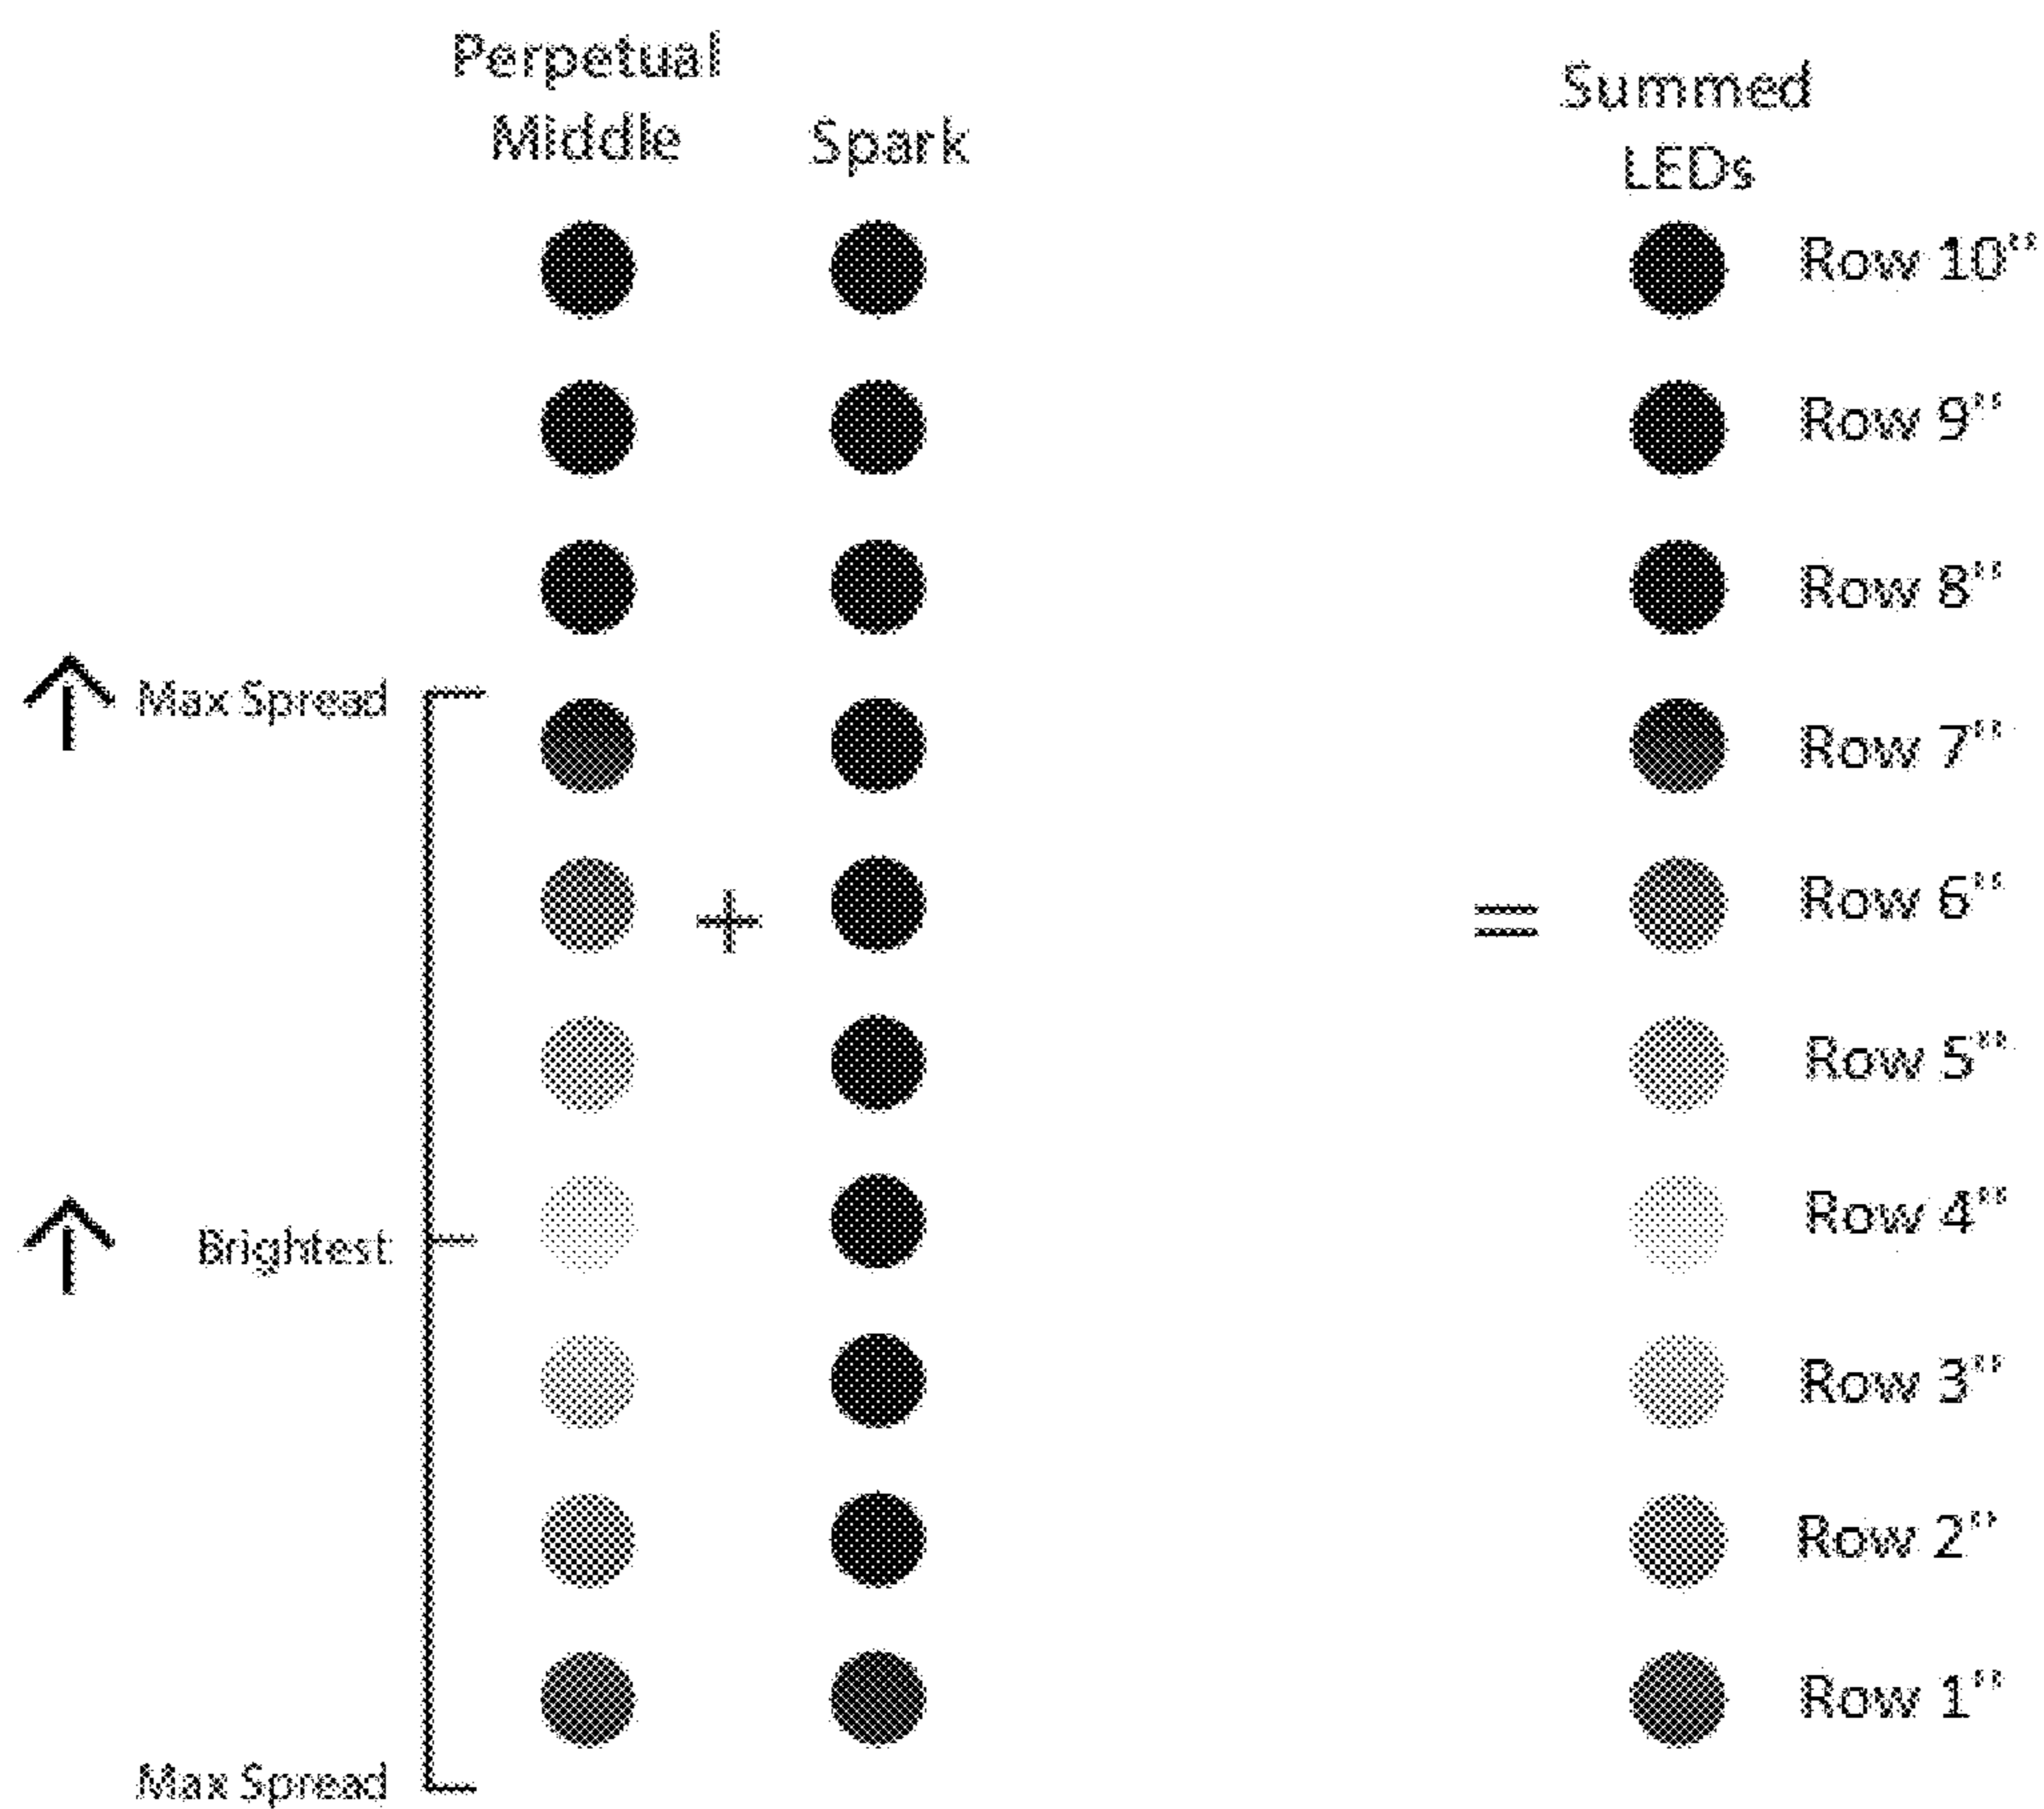 Perpetual
Middle
Spark
Summed
LEDs
Row 10"
Row 9"
Row 8"
Max Spread
Row 7"
+
=
Row 6"
Row 5"
Brightest
Row 4"
Row 3"
Row 2"
Row 1"
Max Spread